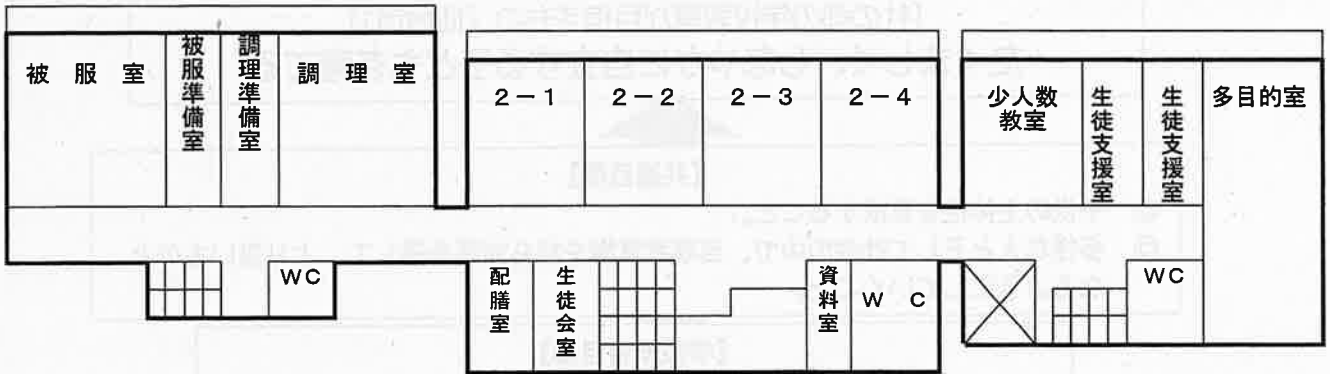 被服室
被服準備室
調理準備室
調理室
2-1
2-2
2-3
2-4
少人数
教室
生徒支援室
生徒支援室
多目的室
WC
配膳室
生徒会室
資料室
WC
WC